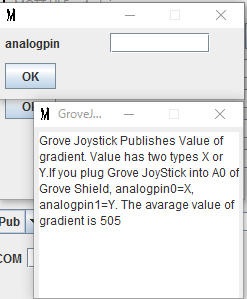 analogpin
OK
GroveJ...
Grove Joystick Publishes Value of
gradient. Value has two types X or
Y.If you plug Grove JoyStick into A0 of
Grove Shield, analogpin0=X,
analogpin1=Y. The avarage value of
gradient is 505
Pub
COM